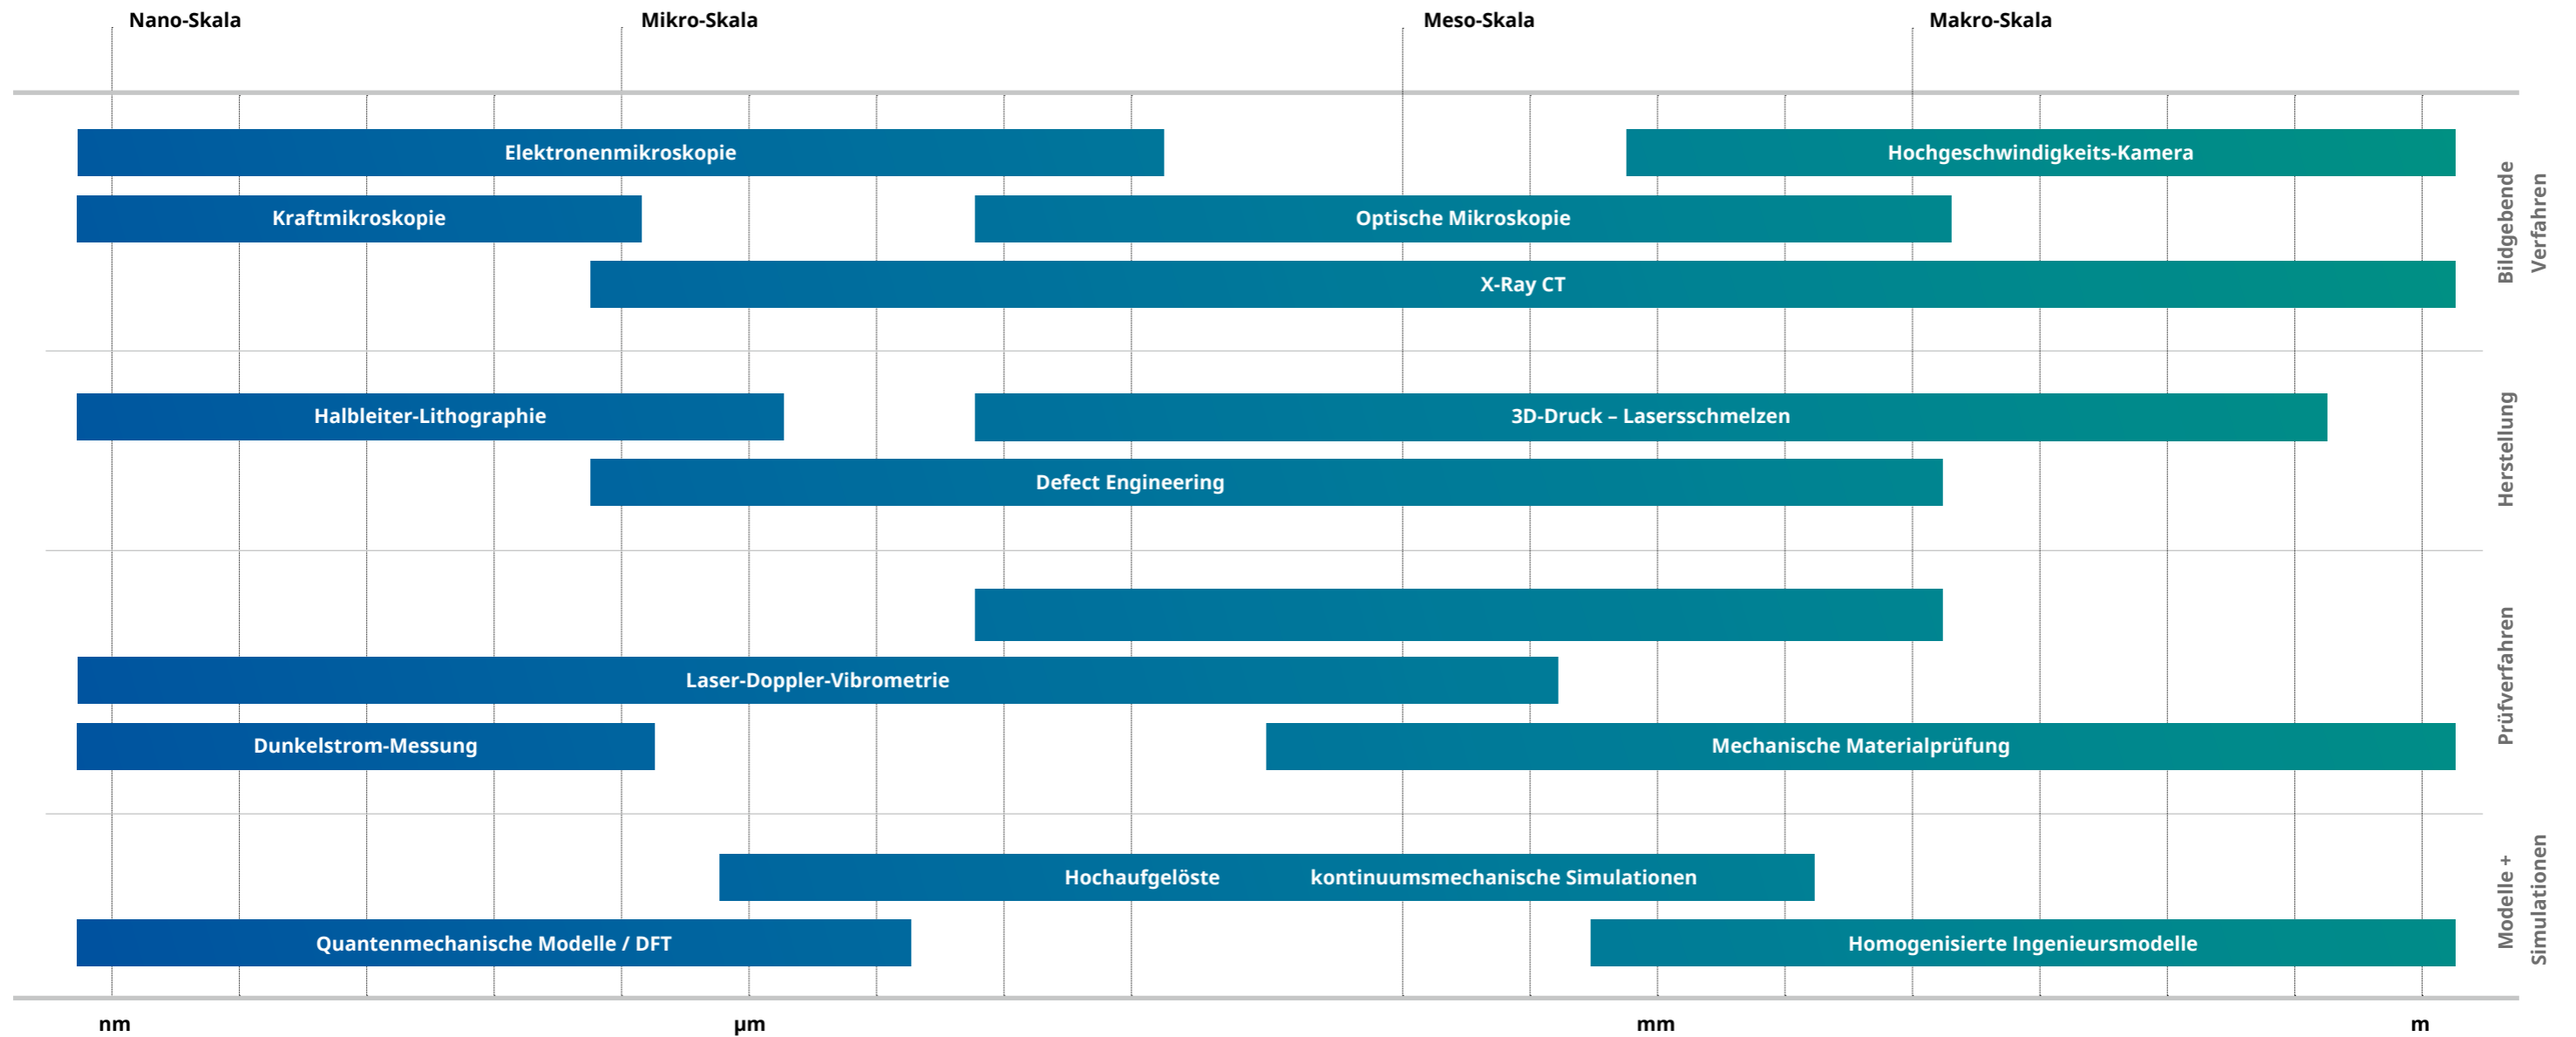 Nano-Skala
Mikro-Skala
Meso-Skala
Makro-Skala
Elektronenmikroskopie
Hochgeschwindigkeits-Kamera
Kraftmikroskopie
Optische Mikroskopie
X-Ray CT
Bildgebende
Verfahren
Halbleiter-Lithographie
3D-Druck – Lasersschmelzen
Defect Engineering
Herstellung
Laser-Doppler-Vibrometrie
Dunkelstrom-Messung
Mechanische Materialprüfung
Prüfverfahren
Hochaufgelöste kontinuumsmechanische Simulationen
Quantenmechanische Modelle / DFT
Homogenisierte Ingenieursmodelle
Modelle +
Simulationen
nm
µm
mm
m